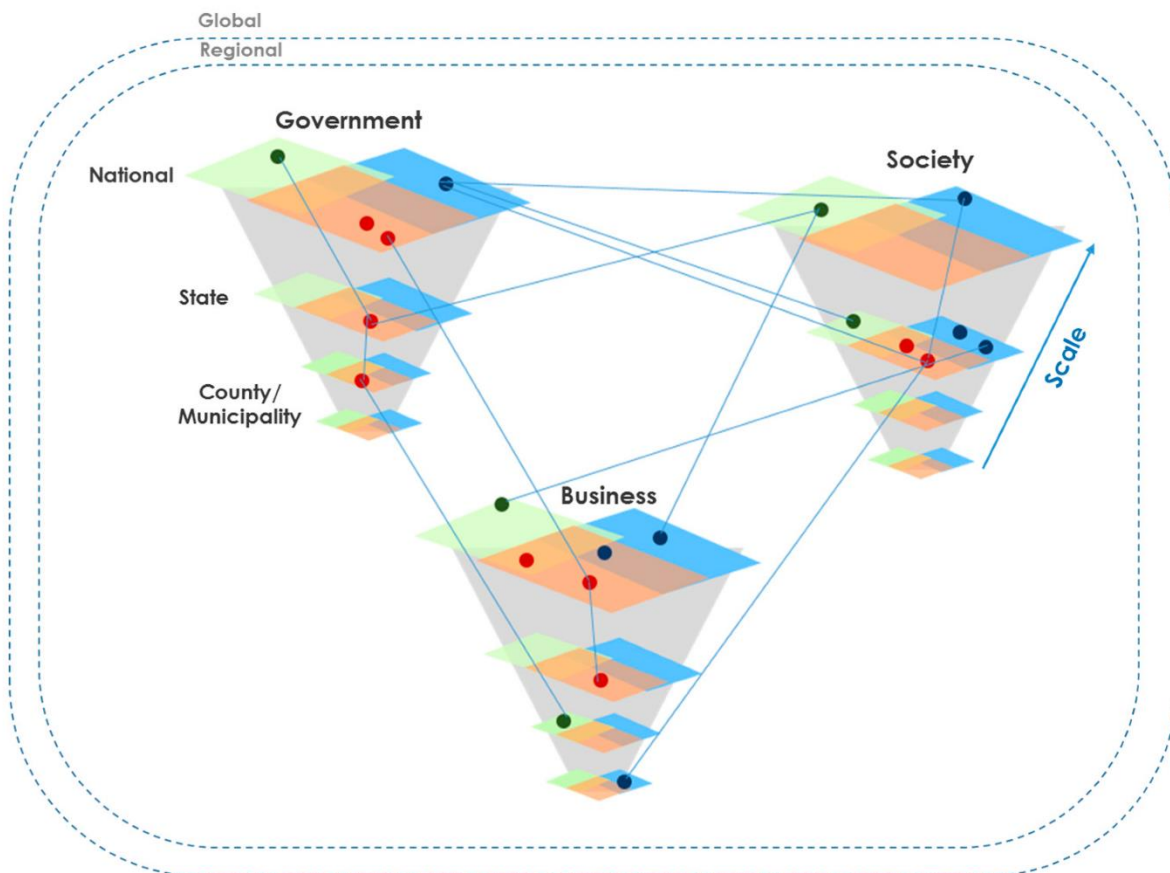 Global
Regional
Government
Society
National
State
County/
Municipality
Scale
Business